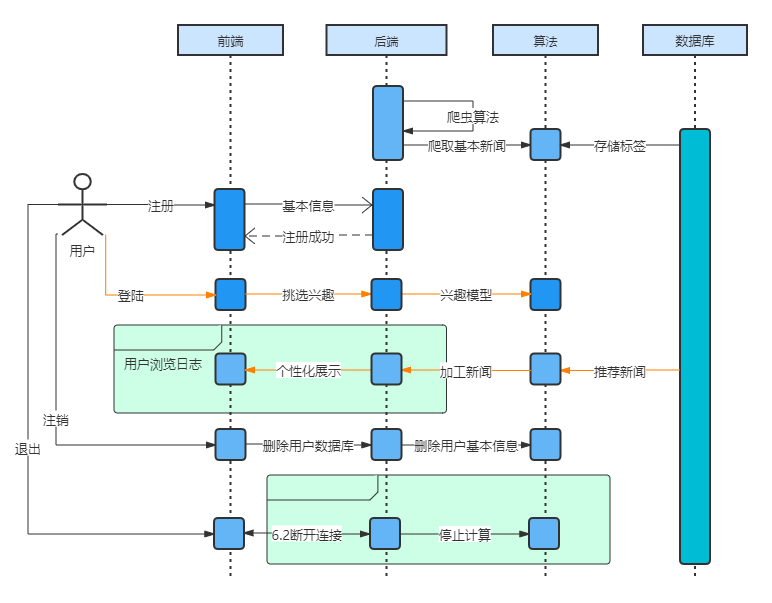 前端
后端
算法
数据库
爬虫算法
爬取基本新闻
存储标签
注册
基本信息
注册成功
用户
登陆
挑选兴趣
兴趣模型
用户浏览日志
个性化展示
加工新闻
推荐新闻
注销
退出
删除用户数据库
删除用户基本信息
6.2断开连接
停止计算